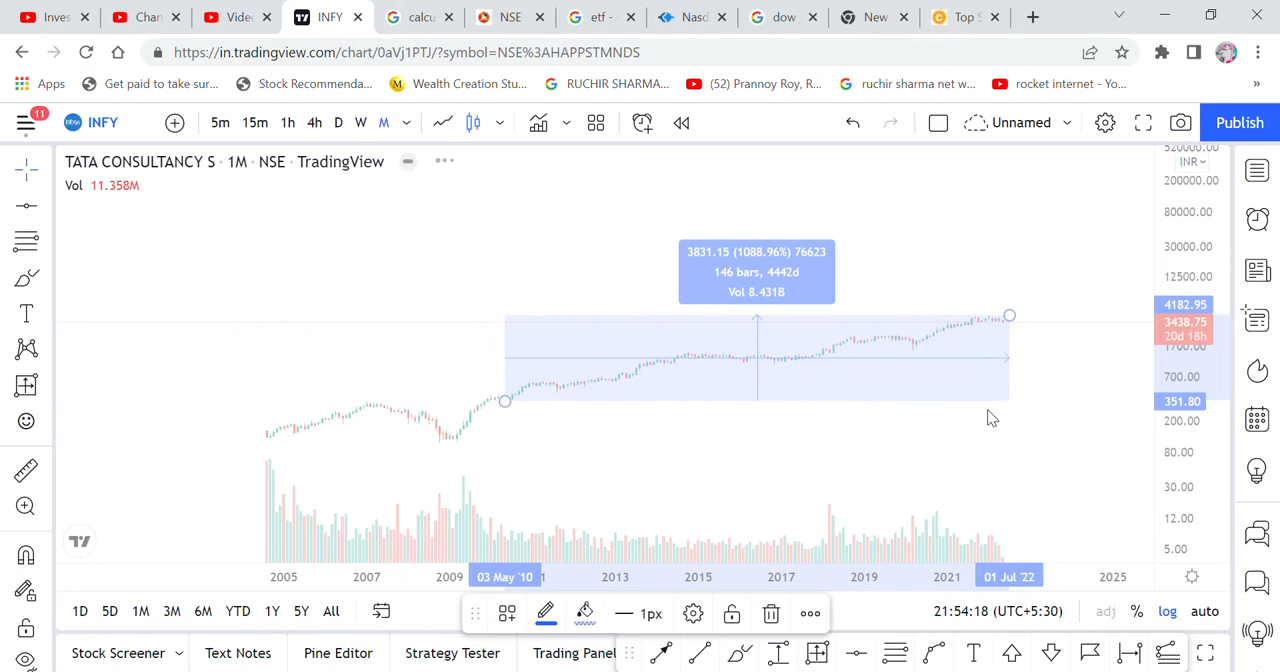 Inves
Chan
Videc
INFY
calcu
NSE
etf -
Nasd
dow
New
Top S
https://in.tradingview.com/chart/0aVj1PTJ/?symbol=NSE%3AHAPPSTMNDS
Apps
Get paid to take sur...
Stock Recommenda...
M
Wealth Creation Stu...
RUCHIR SHARMA...
(52) Prannoy Roy, R...
ruchir sharma net w...
rocket internet - Yo...
»
11
INFY
5m 15m 1h 4h D W M
Unnamed
Publish
TATA CONSULTANCY S · 1M · NSE · TradingView
Vol 11.358M
520000.00
INR
200000.00
80000.00
30000.00
12500.00
3831.15 (1088.96%) 76623
146 bars, 4442d
Vol 8.431B
4182.95
3438.75
20d 18h
1700.00
700.00
351.80
200.00
80.00
30.00
12.00
5.00
2005 2007 2009 03 May '10 1 2013 2015 2017 2019 2021 01 Jul '22 2025
1D 5D 1M 3M 6M YTD 1Y 5Y All
1px
21:54:18 (UTC+5:30)
adj % log auto
Stock Screener
Text Notes
Pine Editor
Strategy Tester
Trading Panel
T